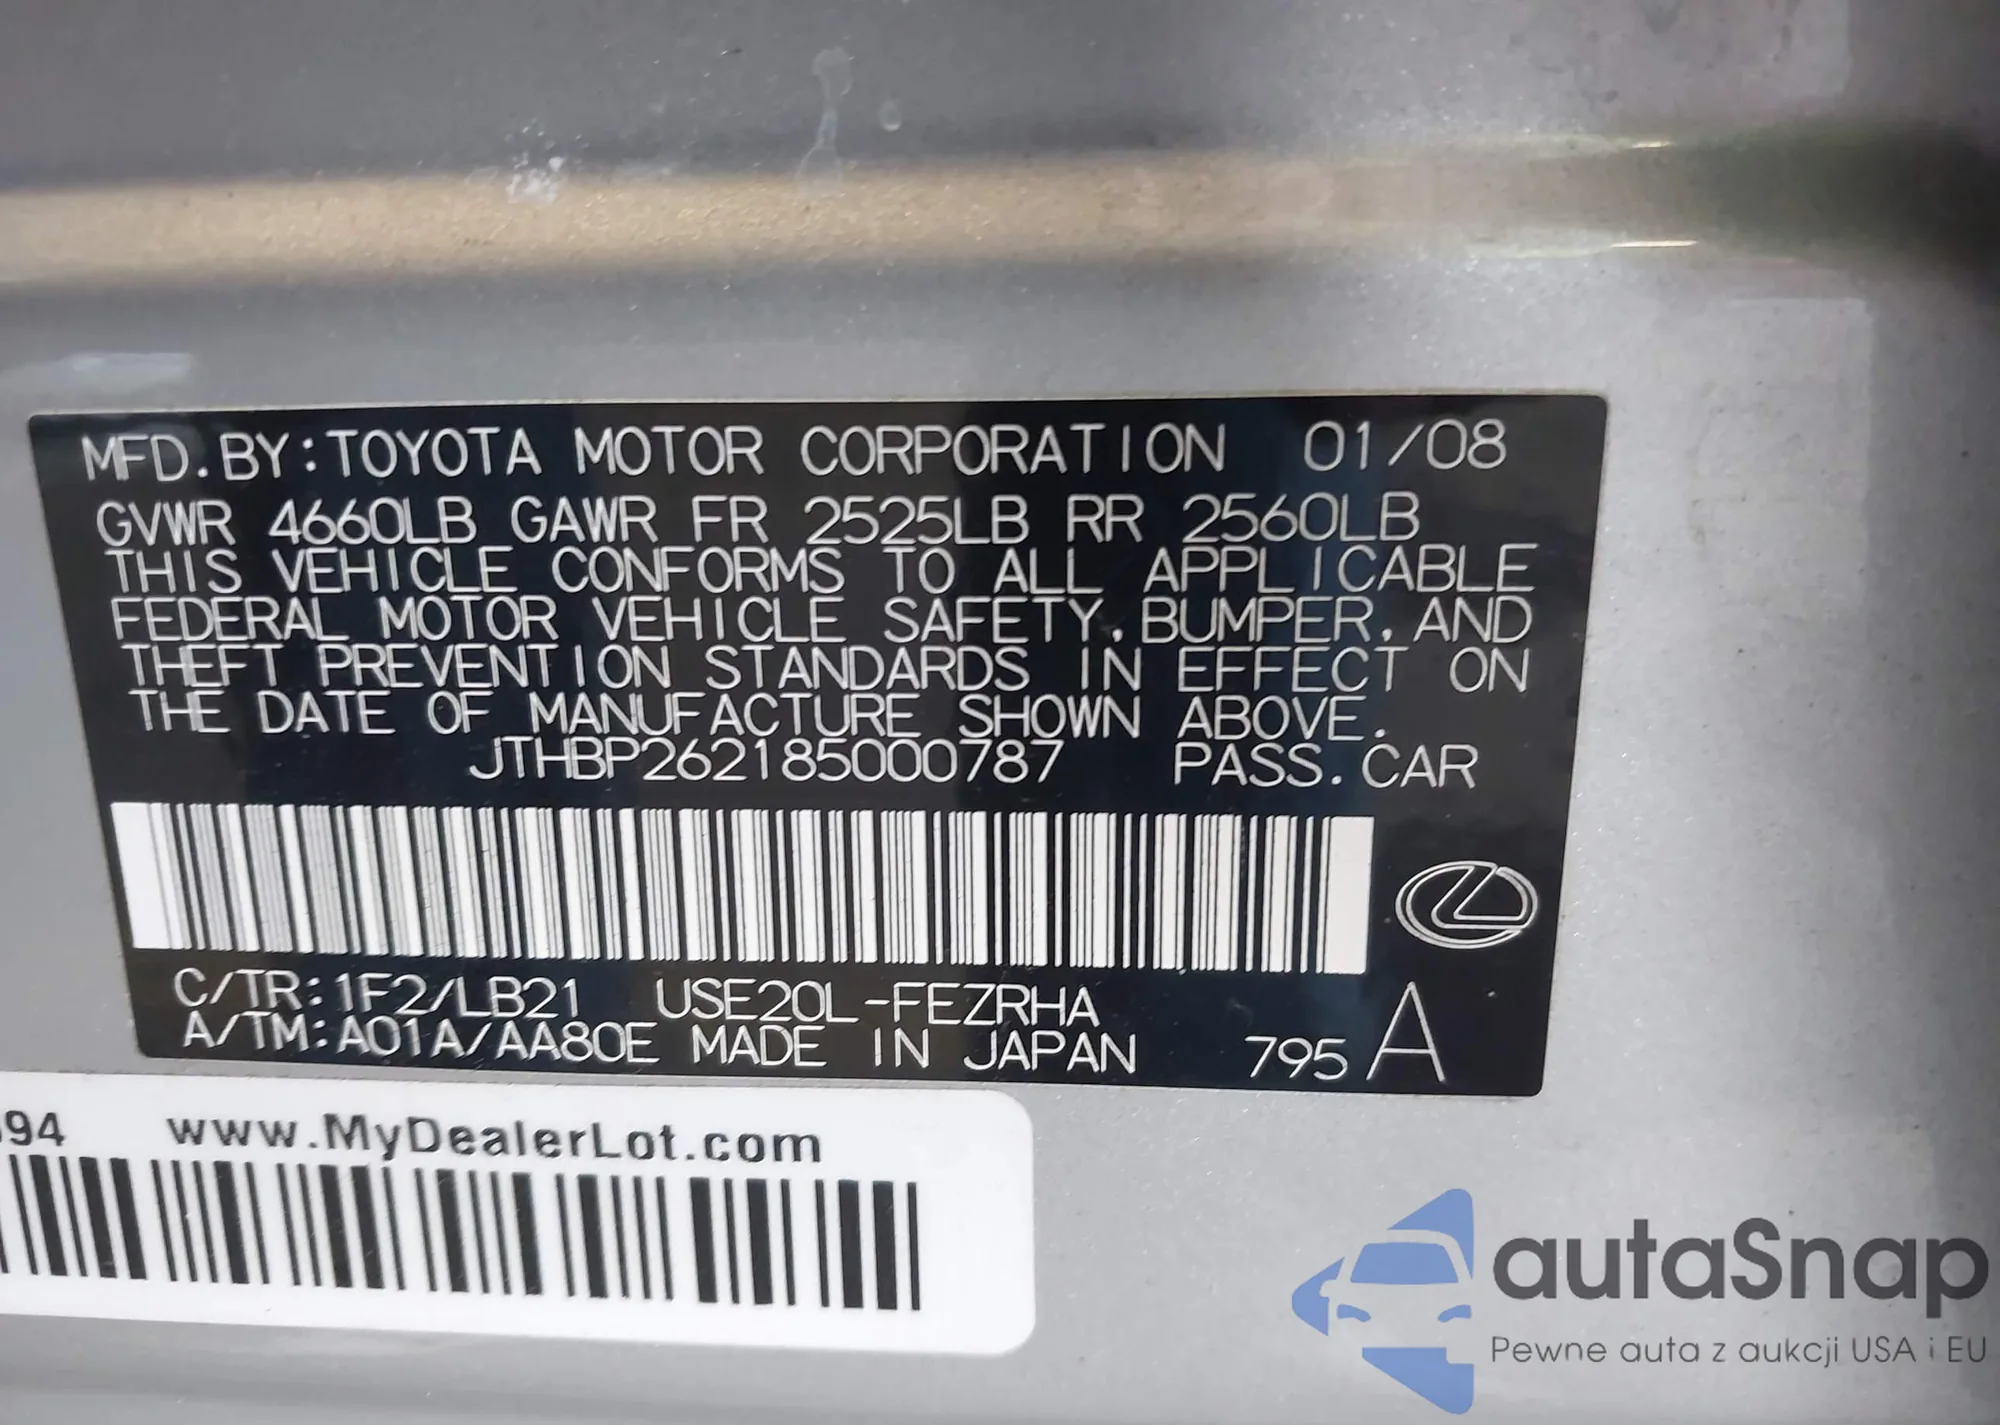 MFD.BY:TOYOTA MOTOR CORPORATION 01/08
GVWR 4660LB GAWR FR 2525LB RR 2560LB
THIS VEHICLE CONFORMS TO ALL APPLICABLE
FEDERAL MOTOR VEHICLE SAFETY, BUMPER, AND
THEFT PREVENTION STANDARDS IN EFFECT ON
THE DATE OF MANUFACTURE SHOWN ABOVE.
JTHBP262185000787 PASS.CAR
C/TR:1F2/LB21 USE20L-FEZRHA
A/TM:A01A/AA80E MADE IN JAPAN 795 A
94 www.MyDealerLot.com
autaSnap
Pewne auta z aukcji USA i EU